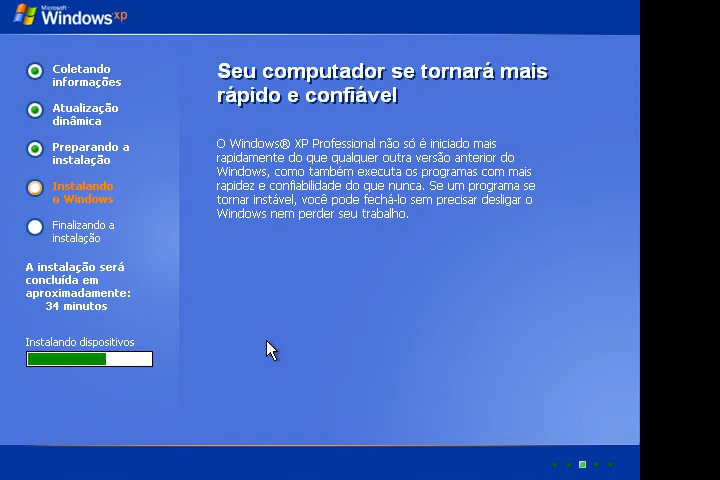 Microsoft
Windows xp
Coletando
informações
Atualização
dinâmica
Preparando a
instalação
Instalando
o Windows
Finalizando a
instalação
A instalação será
concluída em
aproximadamente:
34 minutos
Instalando dispositivos
Seu computador se tornará mais
rápido e confiável
O Windows® XP Professional não só é iniciado mais
rapidamente do que qualquer outra versão anterior do
Windows, como também executa os programas com mais
rapidez e confiabilidade do que nunca. Se um programa se
tornar instável, você pode fechá-lo sem precisar desligar o
Windows nem perder seu trabalho.